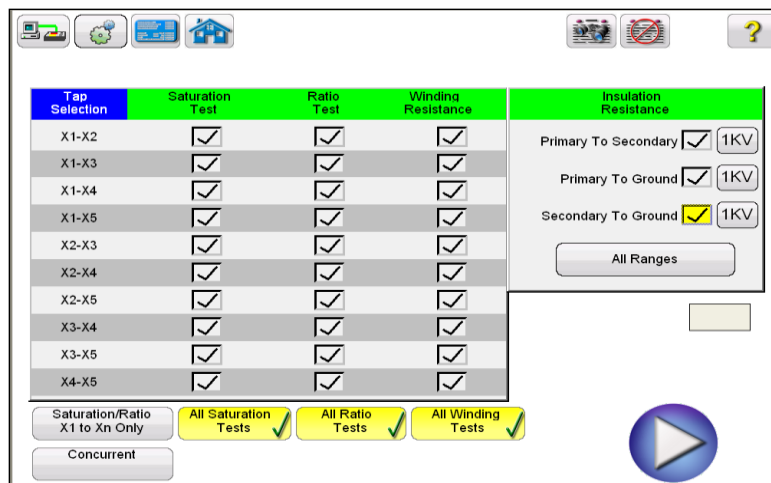 ?
Tap Selection Saturation Test Ratio Test Winding Resistance Insulation Resistance
X1-X2
X1-X3
X1-X4
X1-X5
X2-X3
X2-X4
X2-X5
X3-X4
X3-X5
X4-X5
Primary To Secondary 1KV
Primary To Ground 1KV
Secondary To Ground 1KV
All Ranges
Saturation/Ratio
X1 to Xn Only
All Saturation
Tests
All Ratio
Tests
All Winding
Tests
Concurrent